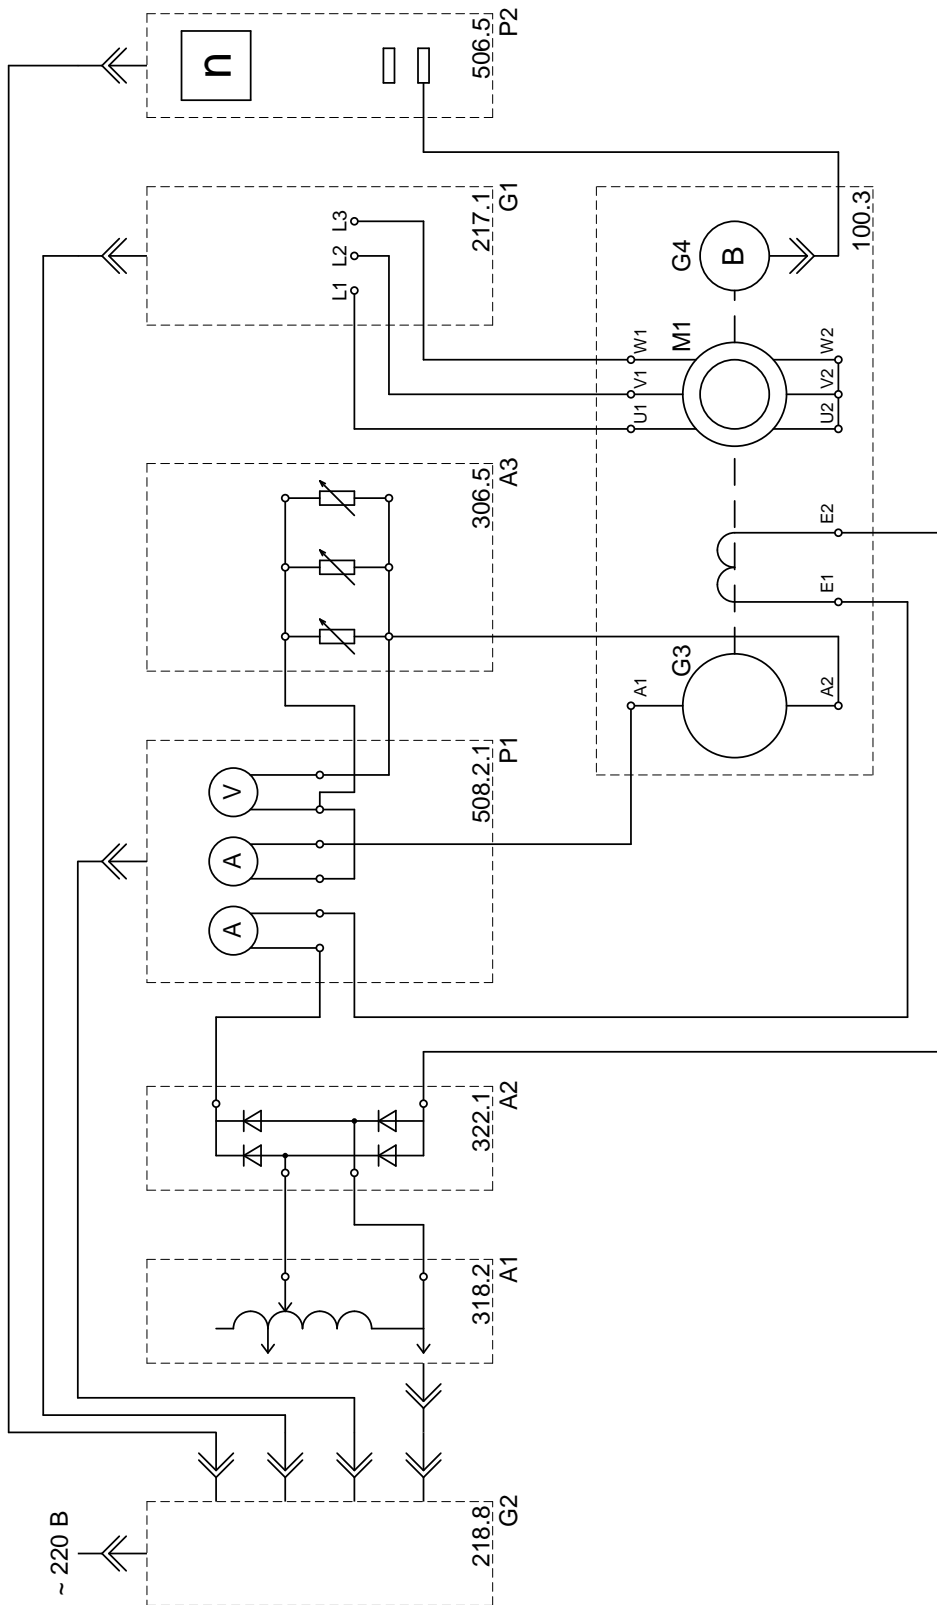 ~ 220 В
218.8
G2
318.2
A1
322.1
A2
A
A
V
508.2.1
P1
306.5
A3
L1
L2
L3
217.1
G1
n
506.5
P2
A1
G3
A2
E1
E2
U1
V1
W1
M1
U2
V2
W2
G4
В
100.3